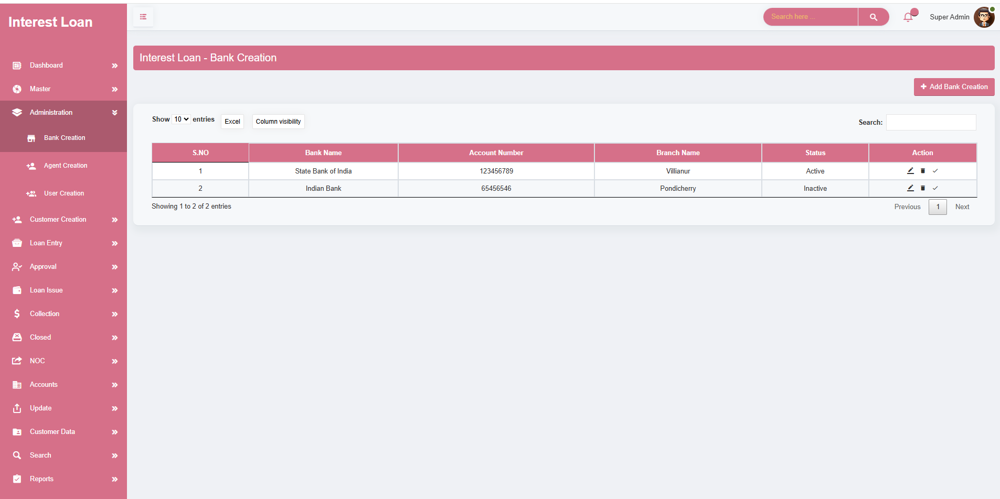 Interest Loan
Search here ...
Super Admin
Dashboard
Master
Administration
Bank Creation
Agent Creation
User Creation
Customer Creation
Loan Entry
Approval
Loan Issue
Collection
Closed
NOC
Accounts
Update
Customer Data
Search
Reports
Interest Loan - Bank Creation
Add Bank Creation
Show 10 entries Excel Column visibility
Search:
S.NO Bank Name Account Number Branch Name Status Action
1 State Bank of India 123456789 Villianur Active
2 Indian Bank 65456546 Pondicherry Inactive
Showing 1 to 2 of 2 entries
Previous 1 Next